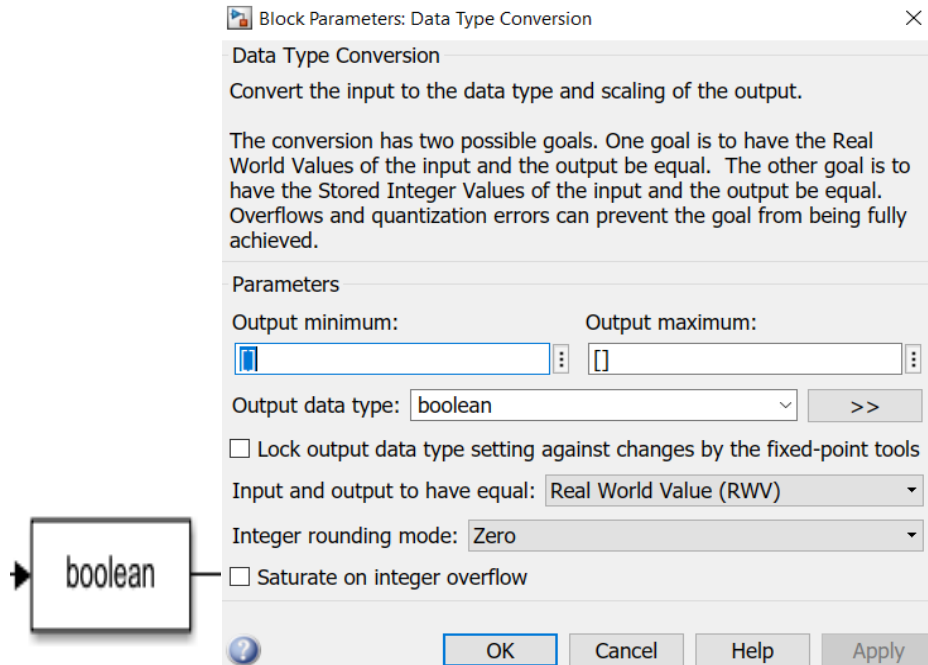 Block Parameters: Data Type Conversion
Data Type Conversion
Convert the input to the data type and scaling of the output.
The conversion has two possible goals. One goal is to have the Real
World Values of the input and the output be equal.  The other goal is to
have the Stored Integer Values of the input and the output be equal.
Overflows and quantization errors can prevent the goal from being fully
achieved.
Parameters
Output minimum: Output maximum:
[] []
Output data type: boolean >>
Lock output data type setting against changes by the fixed-point tools
Input and output to have equal: Real World Value (RWV)
Integer rounding mode: Zero
boolean
Saturate on integer overflow
OK Cancel Help Apply